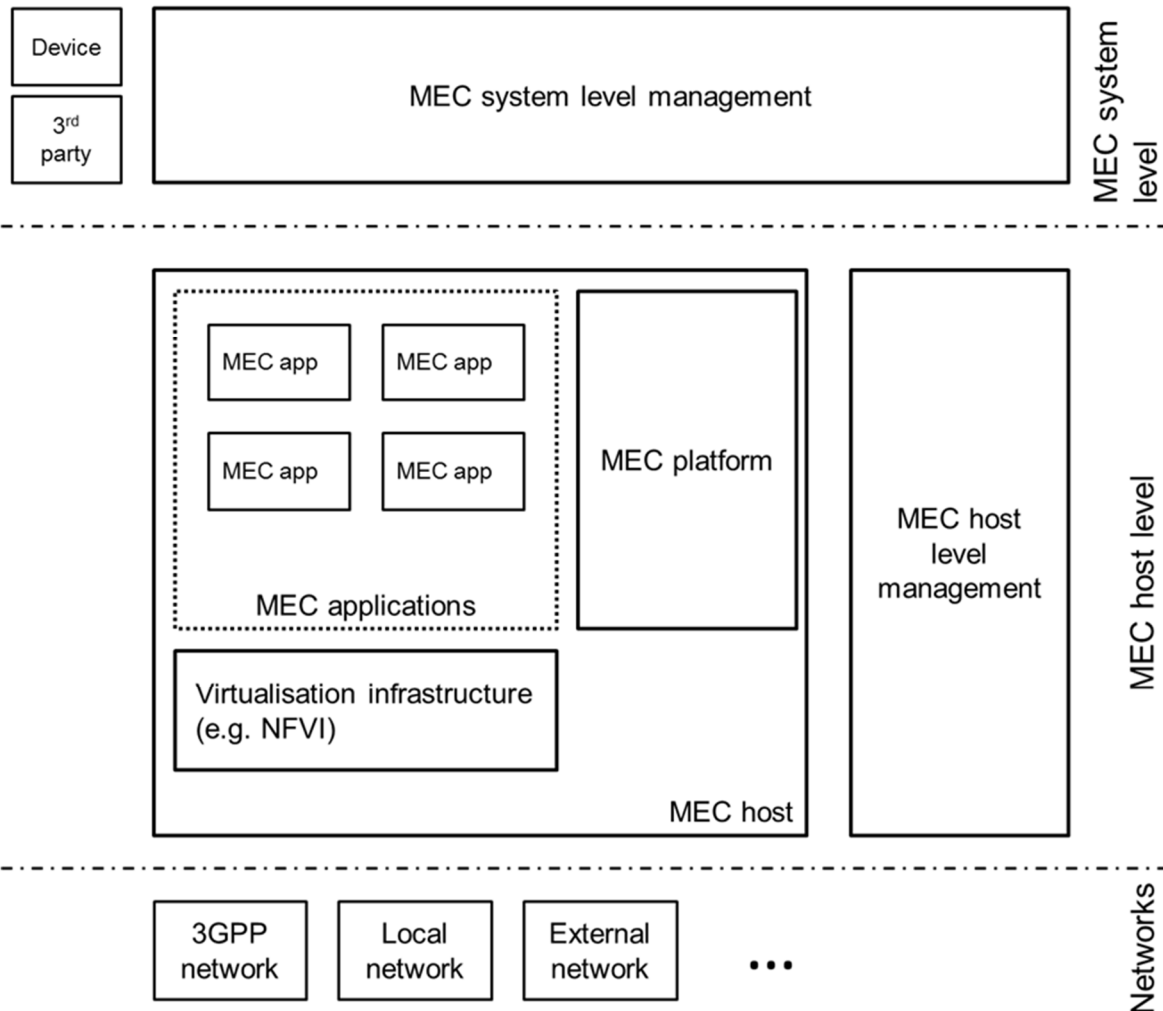 Device
3rd
party
MEC system level management
MEC system
level
MEC app
MEC app
MEC app
MEC app
MEC applications
MEC platform
Virtualisation infrastructure
(e.g. NFVI)
MEC host
MEC host
level
management
MEC host level
3GPP
network
Local
network
External
network
...
Networks